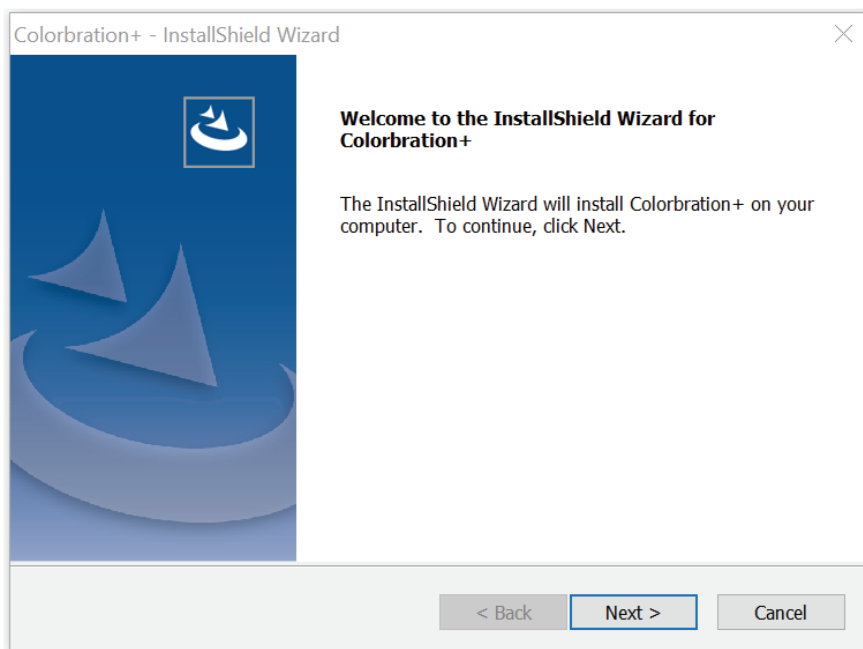 Colorbration+ - InstallShield Wizard
Welcome to the InstallShield Wizard for
Colorbration+
The InstallShield Wizard will install Colorbration+ on your
computer. To continue, click Next.
< Back
Next >
Cancel